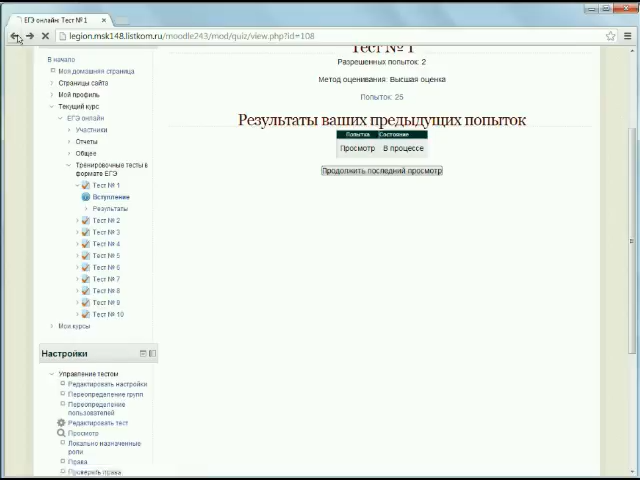 ЕГЭ онлайн: Тест № 1
legion.msk148.listkom.ru/moodle243/mod/quiz/view.php?id=108
В начало
Моя домашняя страница
Страницы сайта
Мой профиль
Текущий курс
ЕГЭ онлайн
Участники
Отчеты
Общее
Тренировочные тесты в
формате ЕГЭ
Тест № 1
Вступление
Результаты
Тест № 2
Тест № 3
Тест № 4
Тест № 5
Тест № 6
Тест № 7
Тест № 8
Тест № 9
Тест № 10
Мои курсы
Настройки
Управление тестом
Редактировать настройки
Переопределение групп
Переопределение
пользователей
Редактировать тест
Просмотр
Локально назначенные
роли
Права
Проверить права
Тест № 1
Разрешенных попыток: 2
Метод оценивания: Высшая оценка
Попыток: 25
Результаты ваших предыдущих попыток
Попытка Состояние
Просмотр В процессе
Продолжить последний просмотр